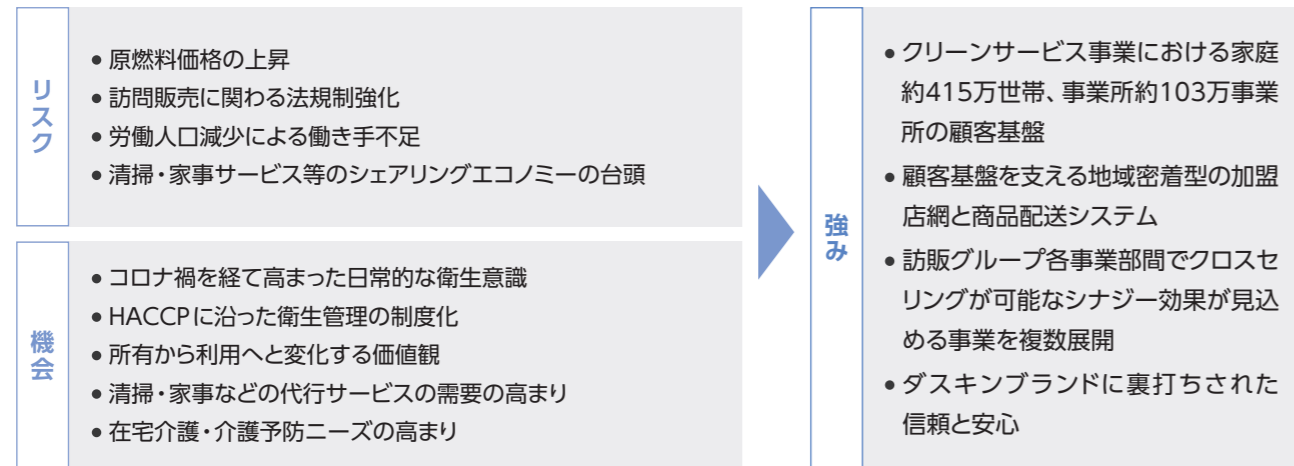 リスク
● 原燃料価格の上昇
● 訪問販売に関わる法規制強化
● 労働人口減少による働き手不足
● 清掃・家事サービス等のシェアリングエコノミーの台頭
機会
● コロナ禍を経て高まった日常的な衛生意識
● HACCPに沿った衛生管理の制度化
● 所有から利用へと変化する価値観
● 清掃・家事などの代行サービスの需要の高まり
● 在宅介護・介護予防ニーズの高まり
強み
● クリーンサービス事業における家庭
約415万世帯、事業所約103万事業
所の顧客基盤
● 顧客基盤を支える地域密着型の加盟
店網と商品配送システム
● 訪販グループ各事業部間でクロスセ
リングが可能なシナジー効果が見込
める事業を複数展開
● ダスキンブランドに裏打ちされた
信頼と安心